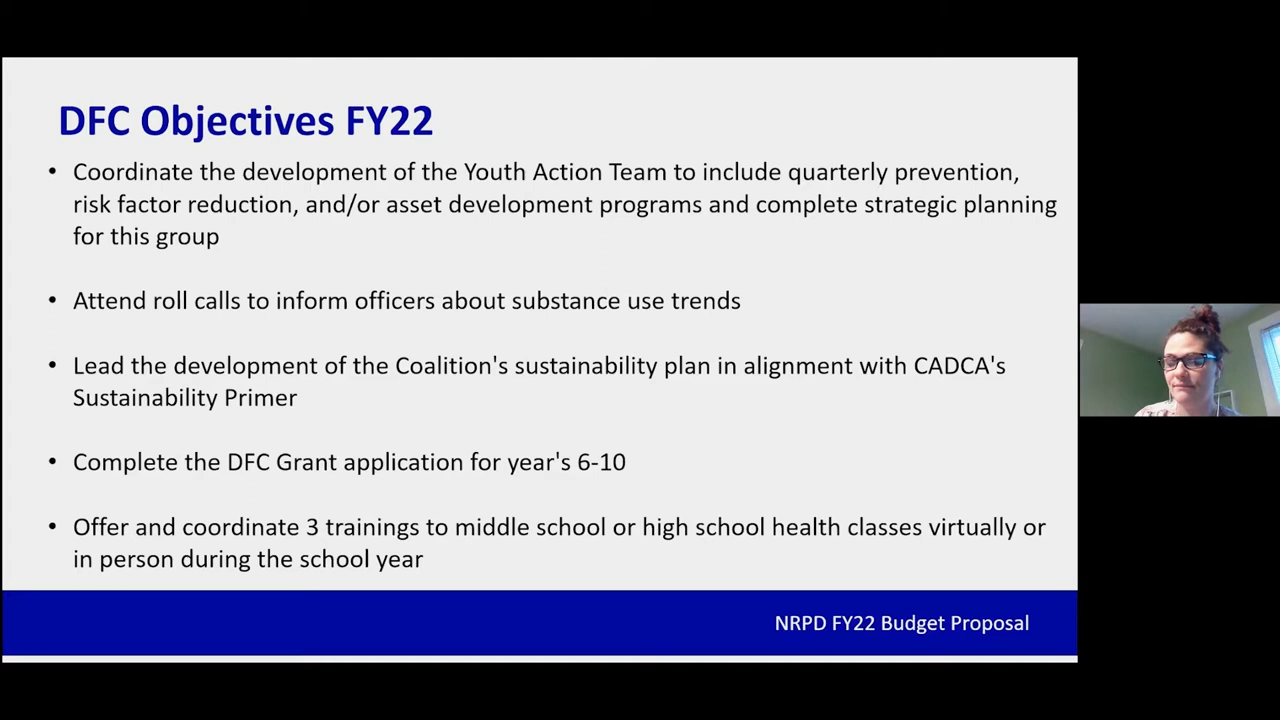 DFC Objectives FY22
• Coordinate the development of the Youth Action Team to include quarterly prevention,
risk factor reduction, and/or asset development programs and complete strategic planning
for this group
• Attend roll calls to inform officers about substance use trends
• Lead the development of the Coalition's sustainability plan in alignment with CADCA's
Sustainability Primer
• Complete the DFC Grant application for year's 6-10
• Offer and coordinate 3 trainings to middle school or high school health classes virtually or
in person during the school year
NRPD FY22 Budget Proposal